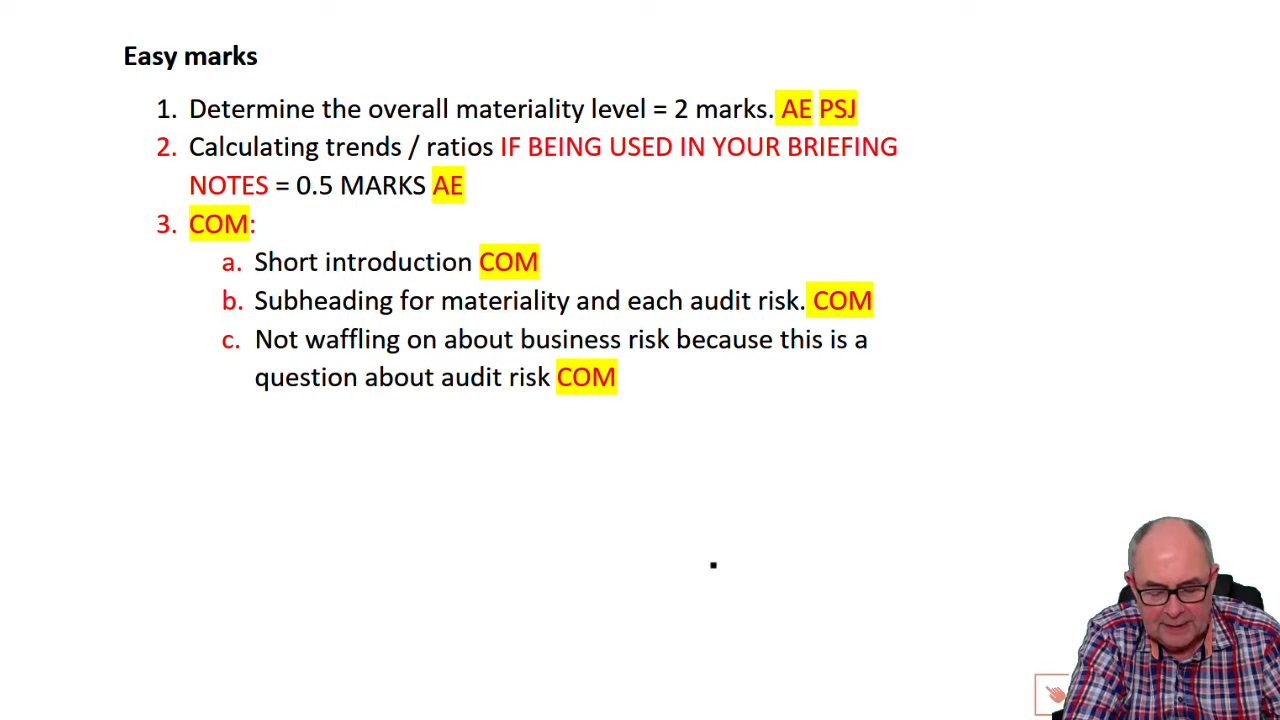 Easy marks
1. Determine the overall materiality level = 2 marks. AE PSJ
2. Calculating trends / ratios IF BEING USED IN YOUR BRIEFING
NOTES = 0.5 MARKS AE
3. COM:
a. Short introduction COM
b. Subheading for materiality and each audit risk. COM
c. Not waffling on about business risk because this is a
question about audit risk COM